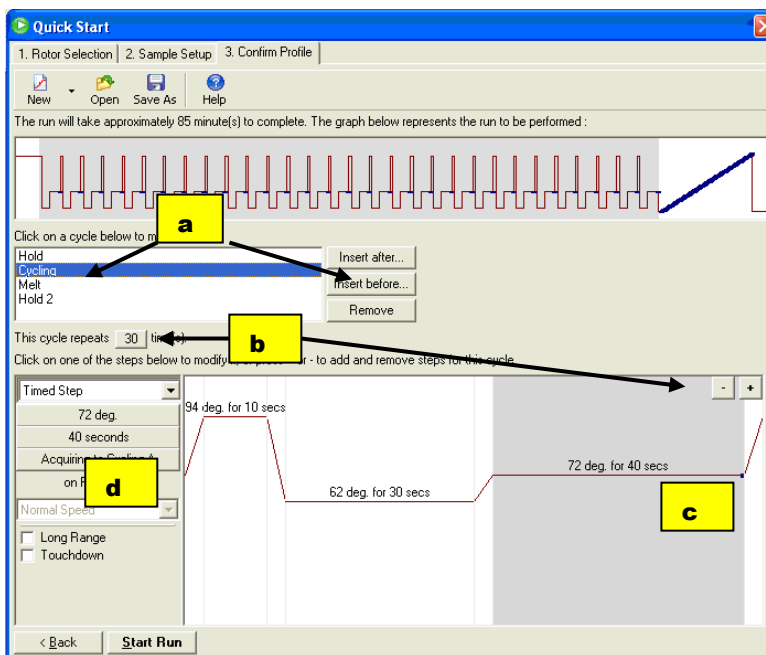 Quick Start
1. Rotor Selection 2. Sample Setup 3. Confirm Profile
New Open Save As Help
The run will take approximately 85 minute(s) to complete. The graph below represents the run to be performed :
a
Click on a cycle below to
Hold
Cycling
Melt
Hold 2
Insert after...
Insert before...
Remove
This cycle repeats 30
b
Click on one of the steps below to modify - to add and remove steps for this cycle
Timed Step
72 deg.
40 seconds
Acquiring to Cycling A
on
d
Normal Speed
Long Range
Touchdown
- +
94 deg. for 10 secs
62 deg. for 30 secs
72 deg. for 40 secs
c
< Back Start Run